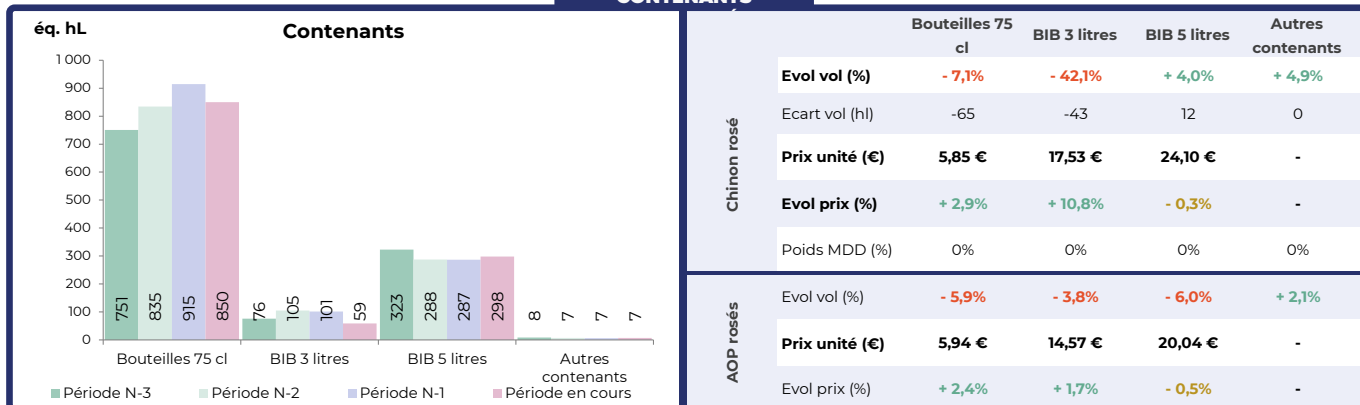 CONTENANTS
éq. hL
Contenants
1 000
900
800
700
600
500
400
300
200
100
0
751 835 915 850
76 105 101 59
323 288 287 298
8 7 7 7
Bouteilles 75 cl BIB 3 litres BIB 5 litres Autres contenants
Période N-3 Période N-2 Période N-1 Période en cours
Bouteilles 75 cl BIB 3 litres BIB 5 litres Autres contenants
Chinon rosé
Evol vol (%) - 7,1% - 42,1% + 4,0% + 4,9%
Ecart vol (hl) -65 -43 12 0
Prix unité (€) 5,85 € 17,53 € 24,10 € -
Evol prix (%) + 2,9% + 10,8% - 0,3% -
Poids MDD (%) 0% 0% 0% 0%
AOP rosés
Evol vol (%) - 5,9% - 3,8% - 6,0% + 2,1%
Prix unité (€) 5,94 € 14,57 € 20,04 € -
Evol prix (%) + 2,4% + 1,7% - 0,5% -